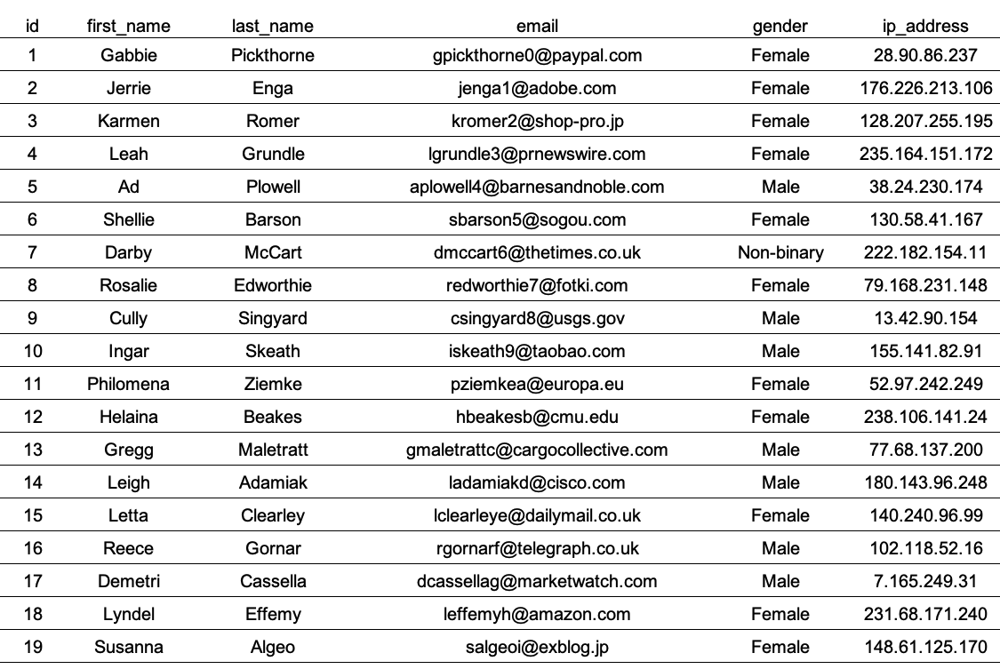 id first_name last_name email gender ip_address
1 Gabbie Pickthorne gpickthorne0@paypal.com Female 28.90.86.237
2 Jerrie Enga jenga1@adobe.com Female 176.226.213.106
3 Karmen Romer kromer2@shop-pro.jp Female 128.207.255.195
4 Leah Grundle lgrundle3@prnewswire.com Female 235.164.151.172
5 Ad Plowell aplowell4@barnesandnoble.com Male 38.24.230.174
6 Shellie Barson sbarson5@sogou.com Female 130.58.41.167
7 Darby McCart dmccart6@thetimes.co.uk Non-binary 222.182.154.11
8 Rosalie Edworthie redworthie7@fotki.com Female 79.168.231.148
9 Cully Singyard csingyard8@usgs.gov Male 13.42.90.154
10 Ingar Skeath iskeath9@taobao.com Male 155.141.82.91
11 Philomena Ziemke pziemkea@europa.eu Female 52.97.242.249
12 Helaina Beakes hbeakesb@cmu.edu Female 238.106.141.24
13 Gregg Maletratt gmaletrattc@cargocollective.com Male 77.68.137.200
14 Leigh Adamiak ladamiakd@cisco.com Male 180.143.96.248
15 Letta Clearley lclearleye@dailymail.co.uk Female 140.240.96.99
16 Reece Gornar rgornarf@telegraph.co.uk Male 102.118.52.16
17 Demetri Cassella dcassellag@marketwatch.com Male 7.165.249.31
18 Lyndel Effemy leffemyh@amazon.com Female 231.68.171.240
19 Susanna Algeo salgeoi@exblog.jp Female 148.61.125.170